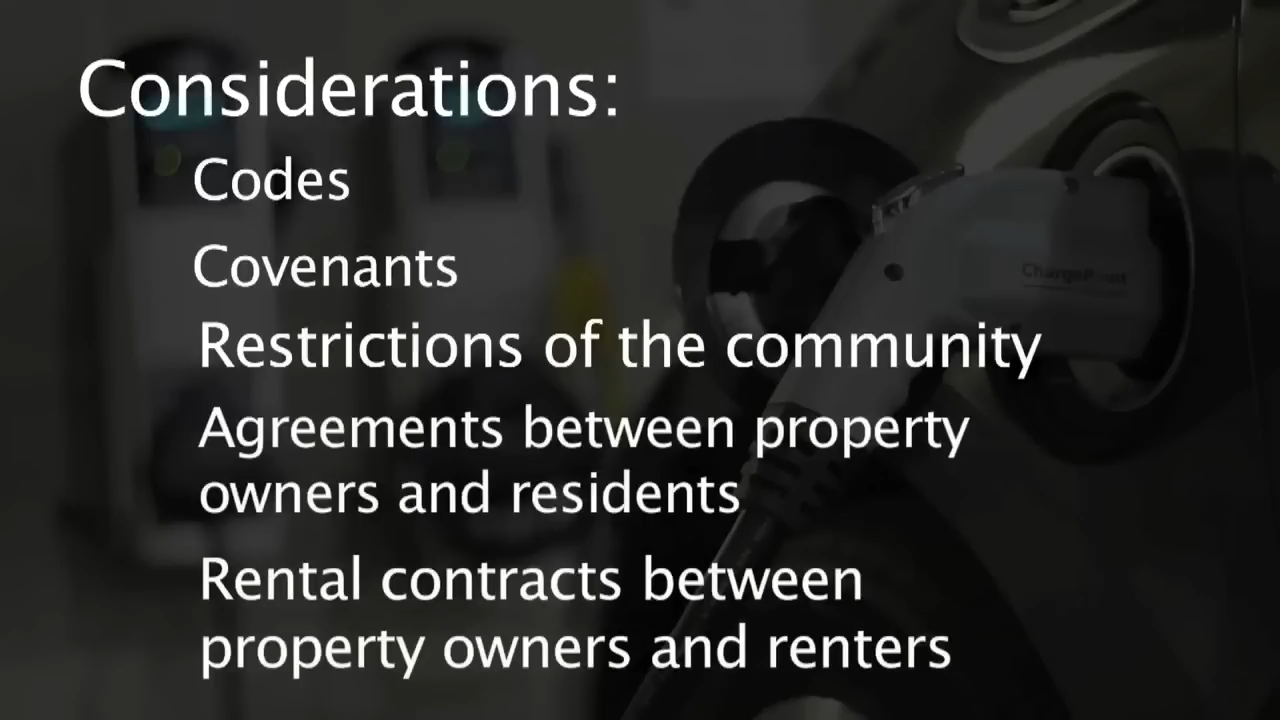 Considerations:
Codes
Covenants
Restrictions of the community
Agreements between property
owners and residents
Rental contracts between
property owners and renters
ChargePoint